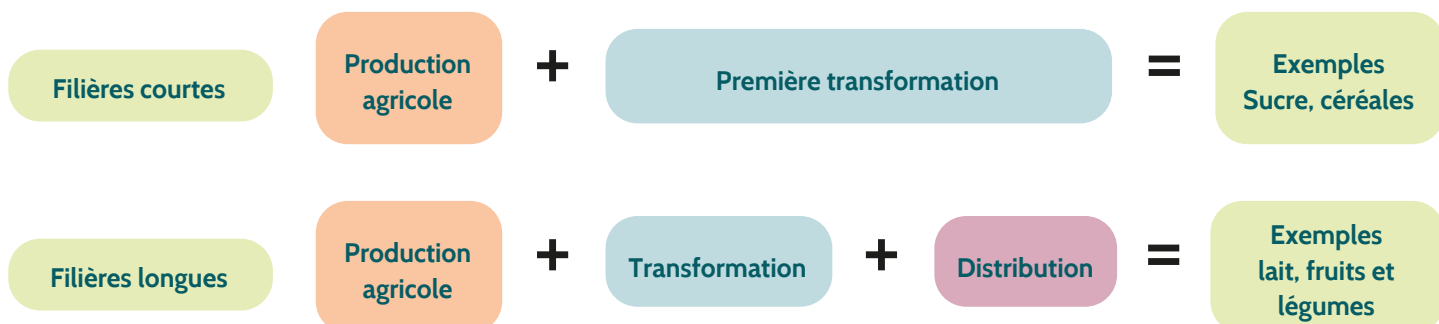 Filières courtes
Production
agricole
+
Première transformation
=
Exemples
Sucre, céréales
Filières longues
Production
agricole
+
Transformation
+
Distribution
=
Exemples
lait, fruits et
légumes